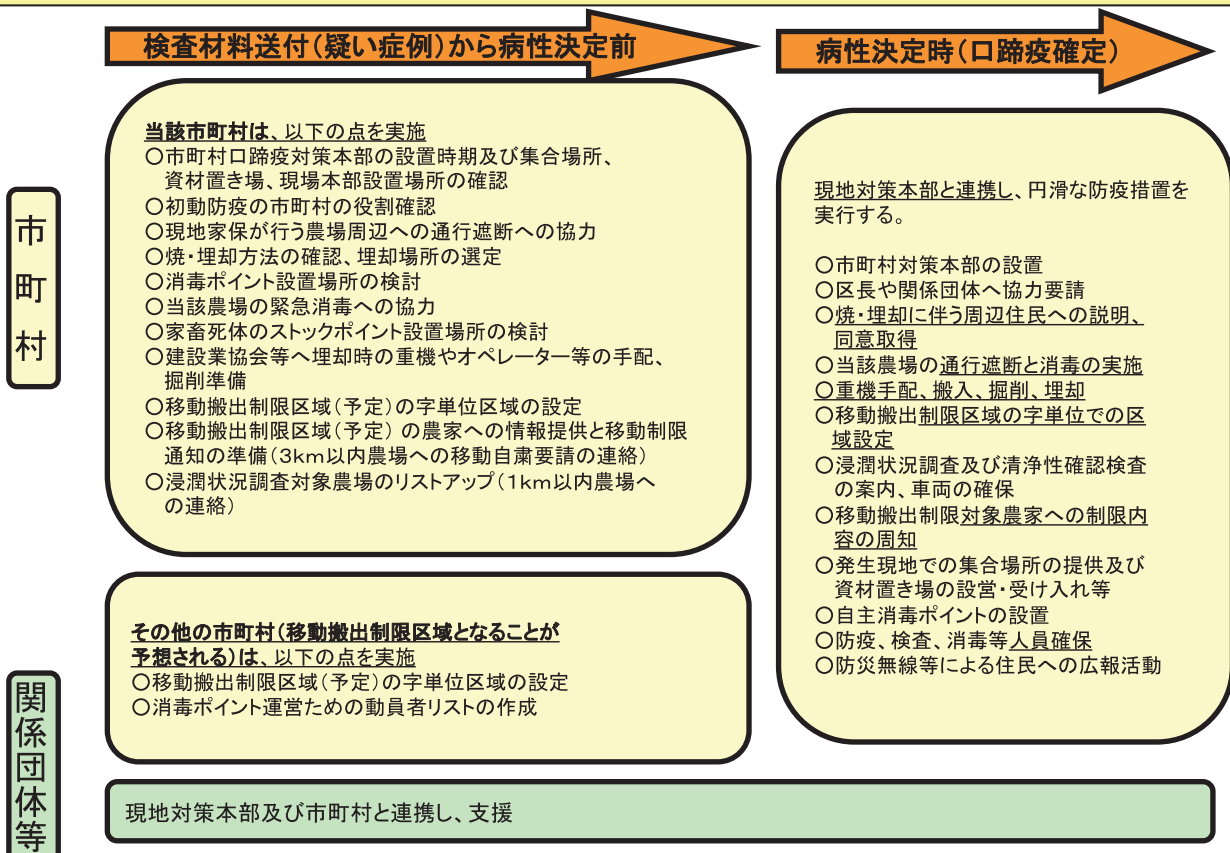 検査材料送付(疑い症例)から病性決定前
病性決定時(口蹄疫確定)
市町村
当該市町村は、以下の点を実施
○市町村口蹄疫対策本部の設置時期及び集合場所、
資材置き場、現場本部設置場所の確認
○初動防疫の市町村の役割確認
○現地家保が行う農場周辺への通行遮断への協力
○焼・埋却方法の確認、埋却場所の選定
○消毒ポイント設置場所の検討
○当該農場の緊急消毒への協力
○家畜死体のストックポイント設置場所の検討
○建設業協会等へ埋却時の重機やオペレーター等の手配、
掘削準備
○移動搬出制限区域(予定)の字単位区域の設定
○移動搬出制限区域(予定) の農家への情報提供と移動制限
通知の準備(3km以内農場への移動自粛要請の連絡)
○浸潤状況調査対象農場のリストアップ(1km以内農場へ
の連絡)
その他の市町村(移動搬出制限区域となることが
予想される)は、以下の点を実施
○移動搬出制限区域(予定)の字単位区域の設定
○消毒ポイント運営ための動員者リストの作成
現地対策本部と連携し、円滑な防疫措置を
実行する。
○市町村対策本部の設置
○区長や関係団体へ協力要請
○焼・埋却に伴う周辺住民への説明、
同意取得
○当該農場の通行遮断と消毒の実施
○重機手配、搬入、掘削、埋却
○移動搬出制限区域の字単位での区
域設定
○浸潤状況調査及び清浄性確認検査
の案内、車両の確保
○移動搬出制限対象農家への制限内
容の周知
○発生現地での集合場所の提供及び
資材置き場の設営・受け入れ等
○自主消毒ポイントの設置
○防疫、検査、消毒等人員確保
○防災無線等による住民への広報活動
関係団体等
現地対策本部及び市町村と連携し、支援